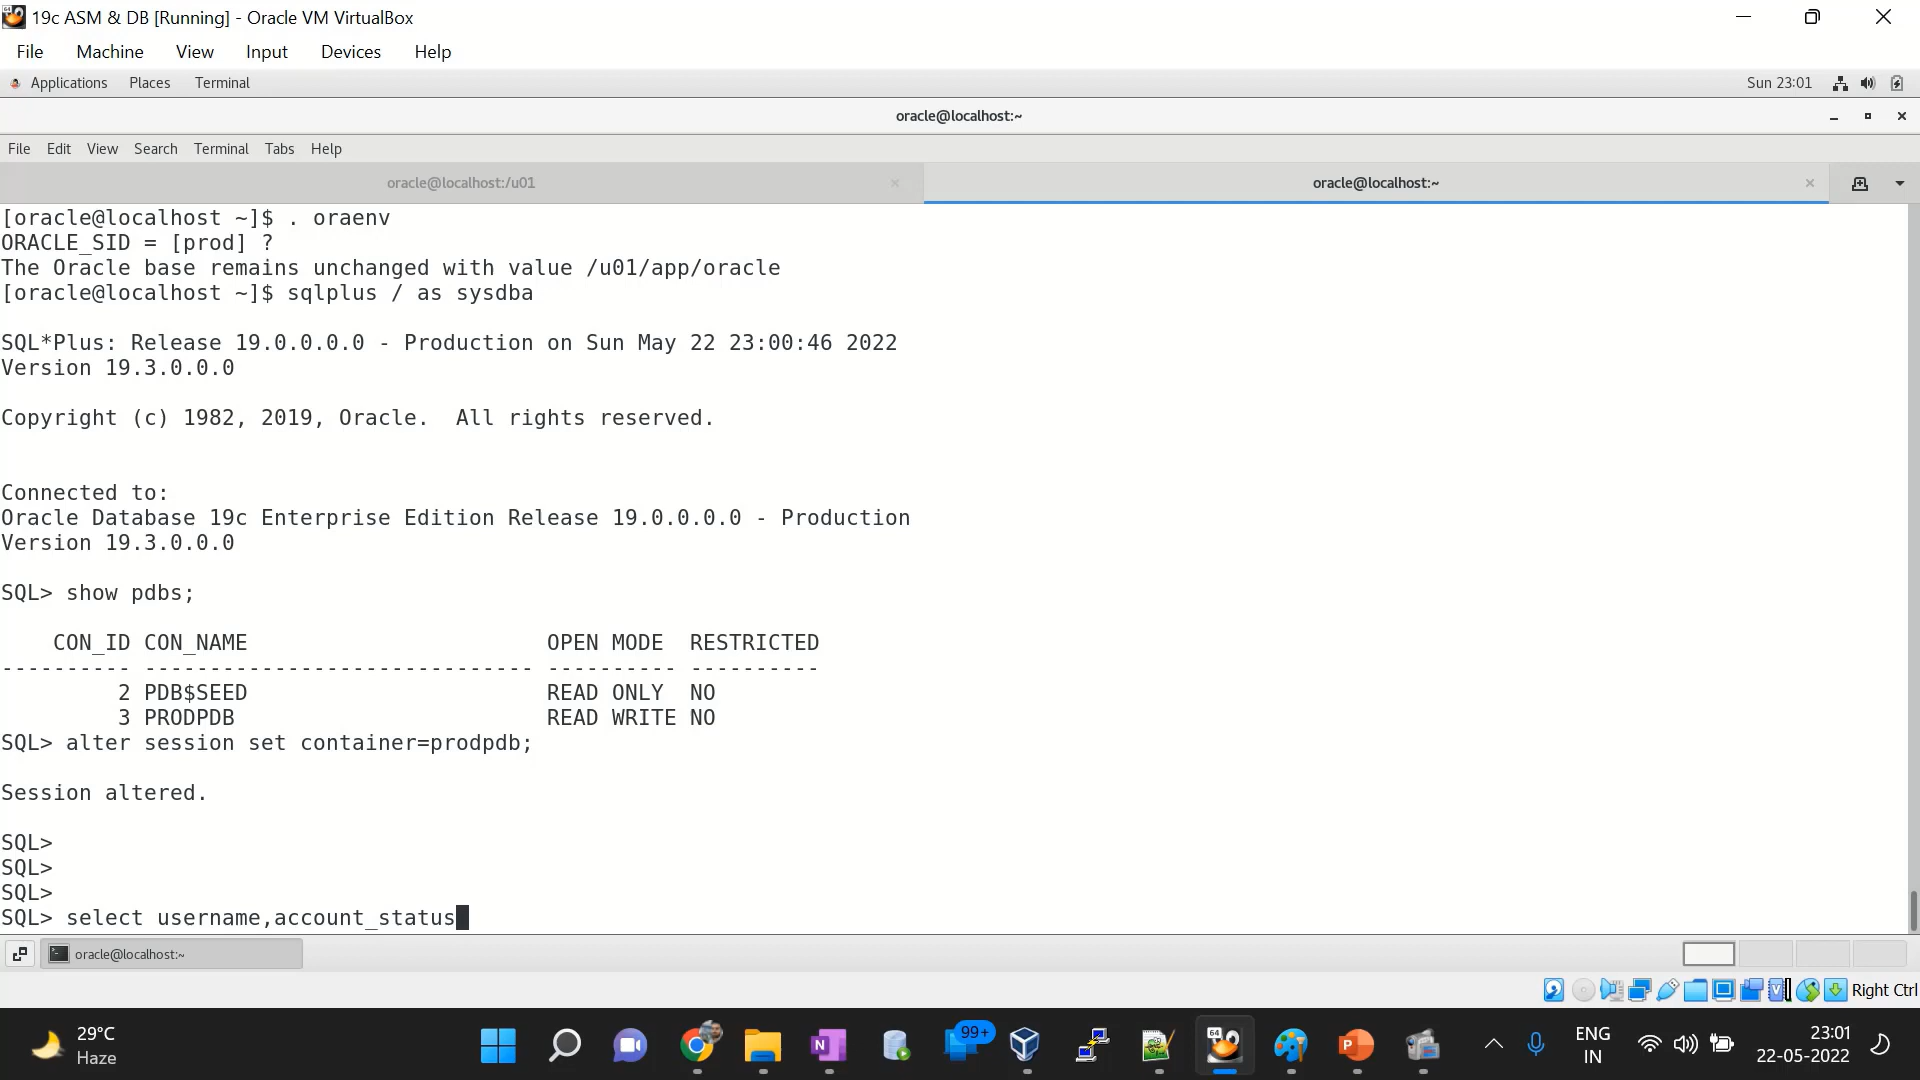 19c ASM & DB [Running] - Oracle VM VirtualBox
File Machine View Input Devices Help
Applications Places Terminal Sun 23:01
oracle@localhost:~
File Edit View Search Terminal Tabs Help
oracle@localhost:/u01 oracle@localhost:~
[oracle@localhost ~]$ . oraenv
ORACLE_SID = [prod] ?
The Oracle base remains unchanged with value /u01/app/oracle
[oracle@localhost ~]$ sqlplus / as sysdba
SQL*Plus: Release 19.0.0.0.0 - Production on Sun May 22 23:00:46 2022
Version 19.3.0.0.0
Copyright (c) 1982, 2019, Oracle.  All rights reserved.
Connected to:
Oracle Database 19c Enterprise Edition Release 19.0.0.0.0 - Production
Version 19.3.0.0.0
SQL> show pdbs;
CON_ID CON_NAME OPEN MODE RESTRICTED
---------- ------------------------------ ---------- ----------
2 PDB$SEED READ ONLY NO
3 PRODPDB READ WRITE NO
SQL> alter session set container=prodpdb;
Session altered.
SQL>
SQL>
SQL>
SQL> select username,account_status
oracle@localhost:~
Right Ctrl
29°C
Haze
99+
64
ENG
IN
23:01
22-05-2022